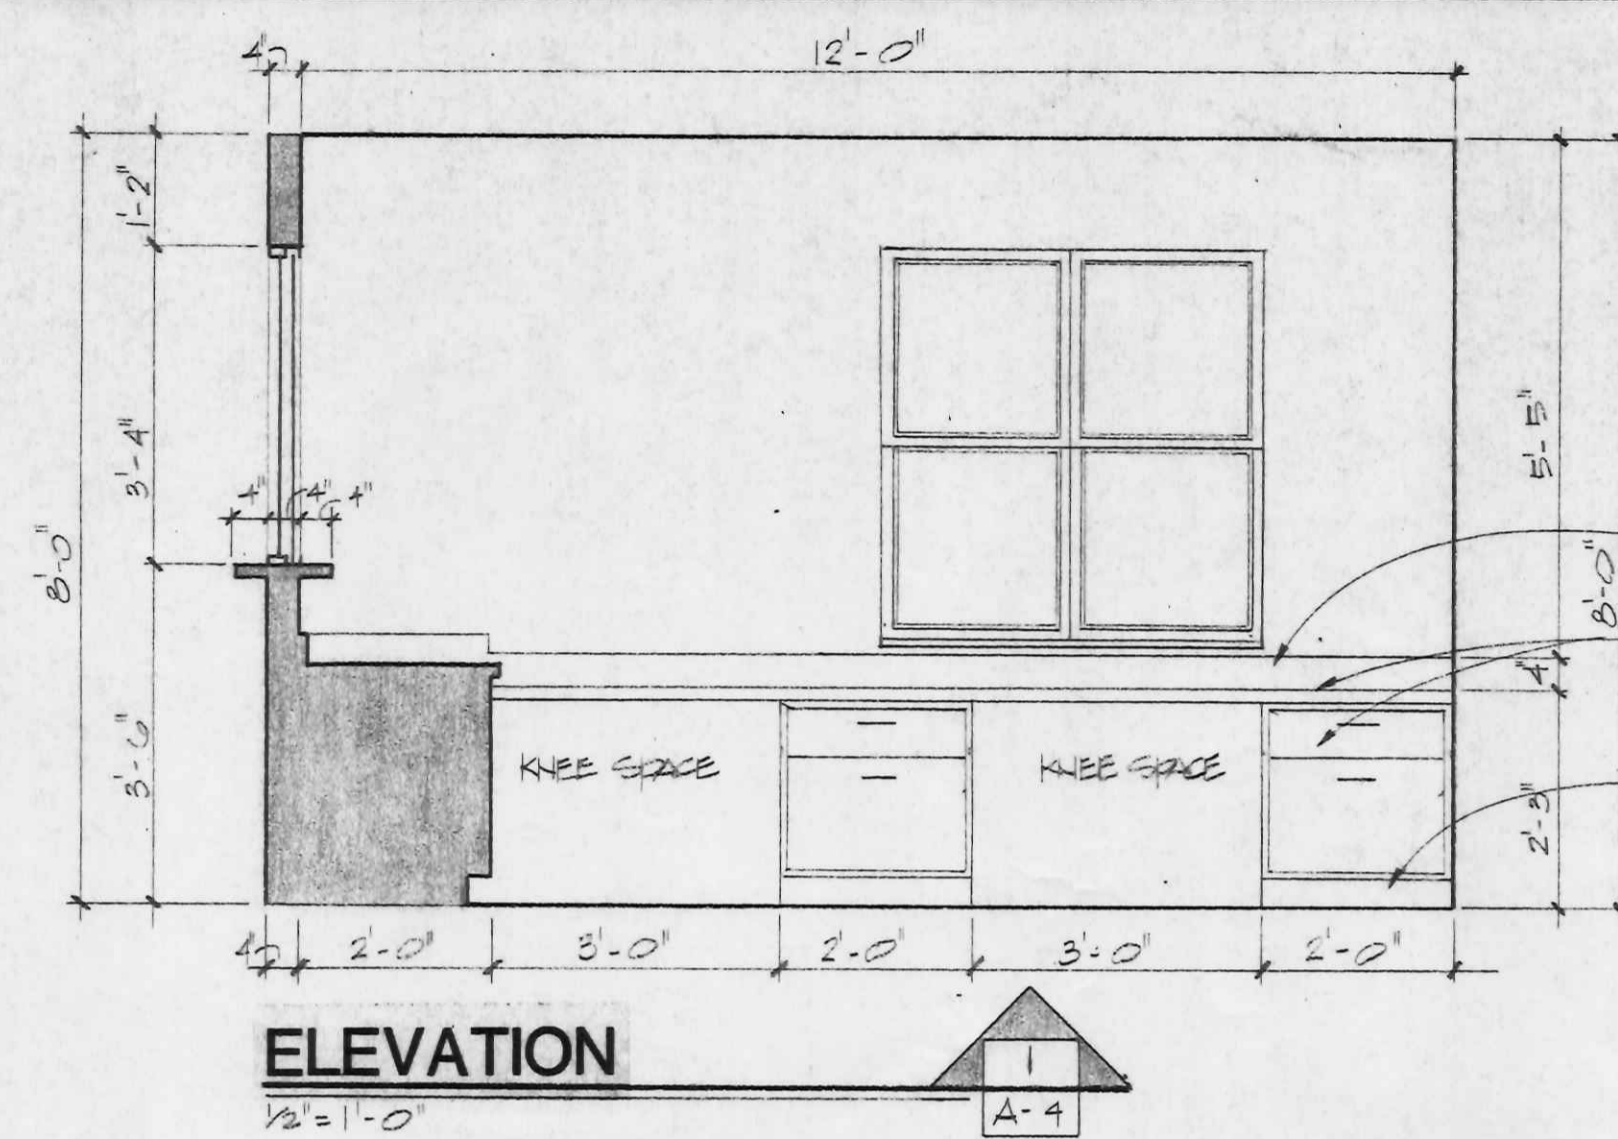 4"
12'-0"
1'-2"
3'-4"
5'-5"
4" 4" 4"
8'-0"
8'-0"
4"
3'-6"
KNEE SPACE
KNEE SPACE
2'-3"
4" 2'-0" 3'-0" 2'-0" 3'-0" 2'-0"
ELEVATION
1
1/2"=1'-0"
A-4